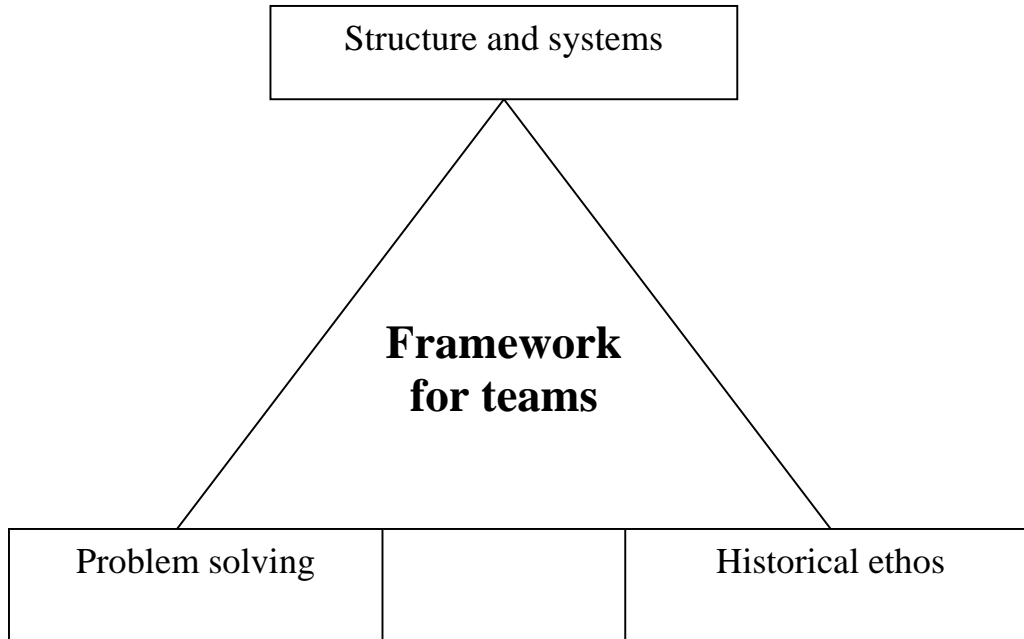 Structure and systems
Framework
for teams
Problem solving
Historical ethos